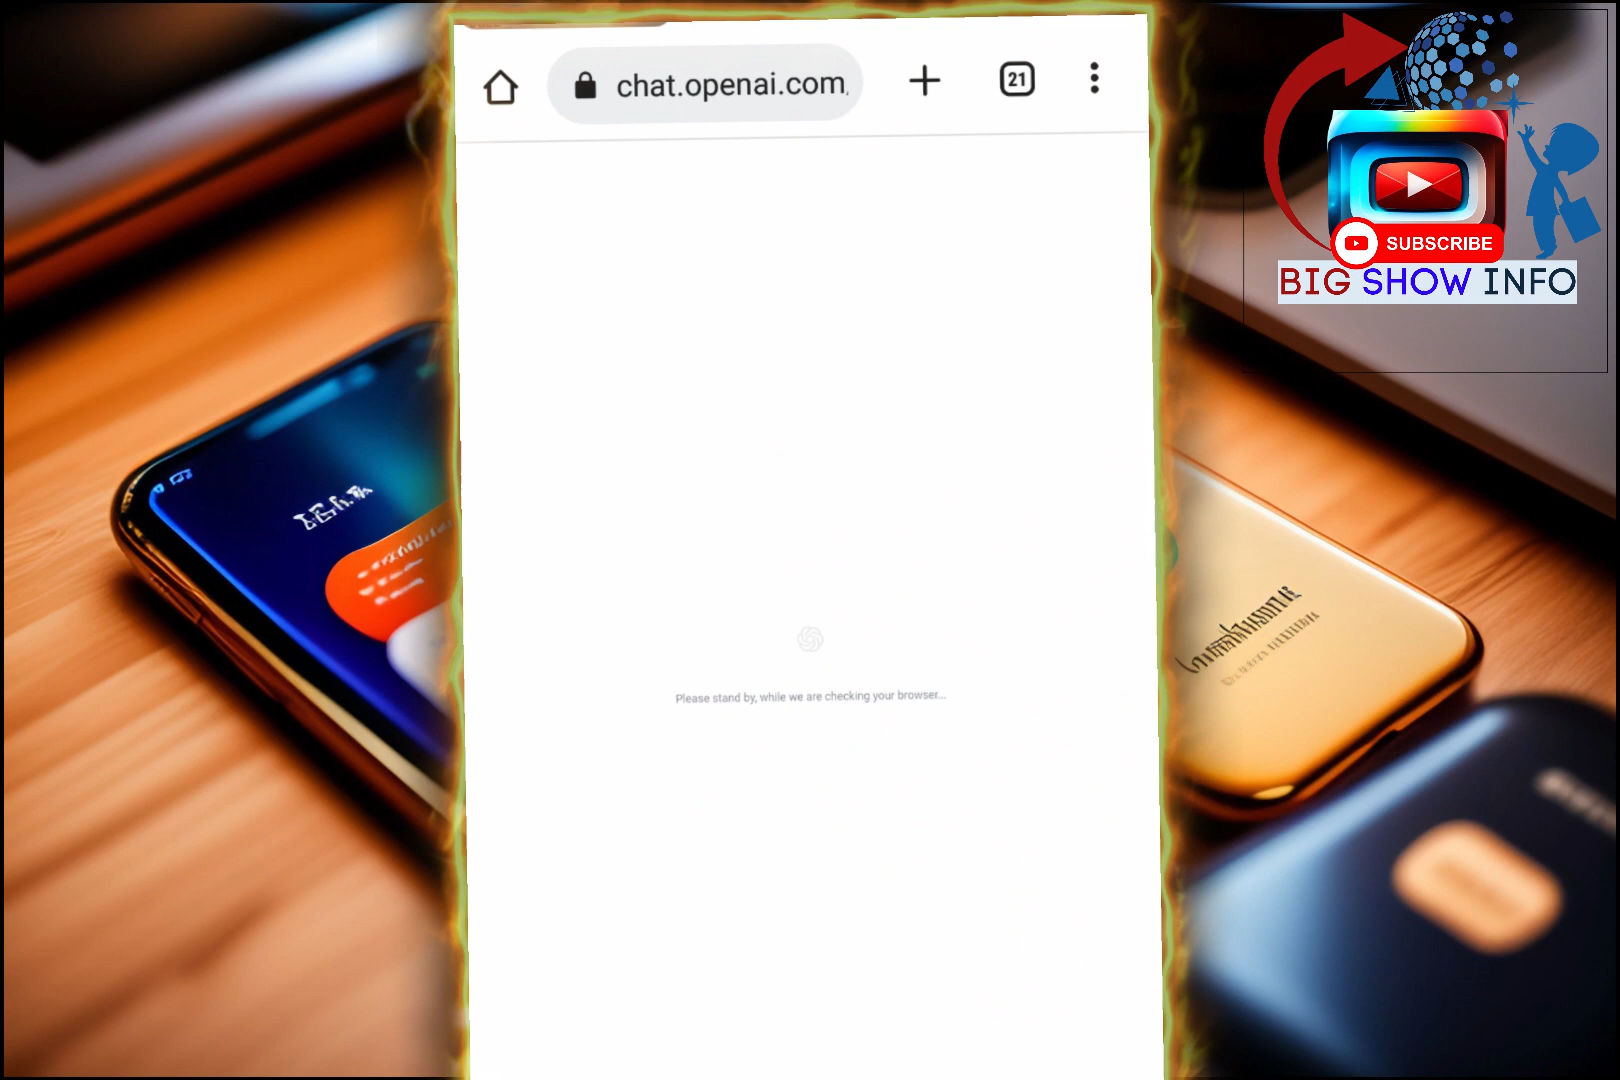 chat.openai.com
21
SUBSCRIBE
BIG SHOW INFO
Please stand by, while we are checking your browser...